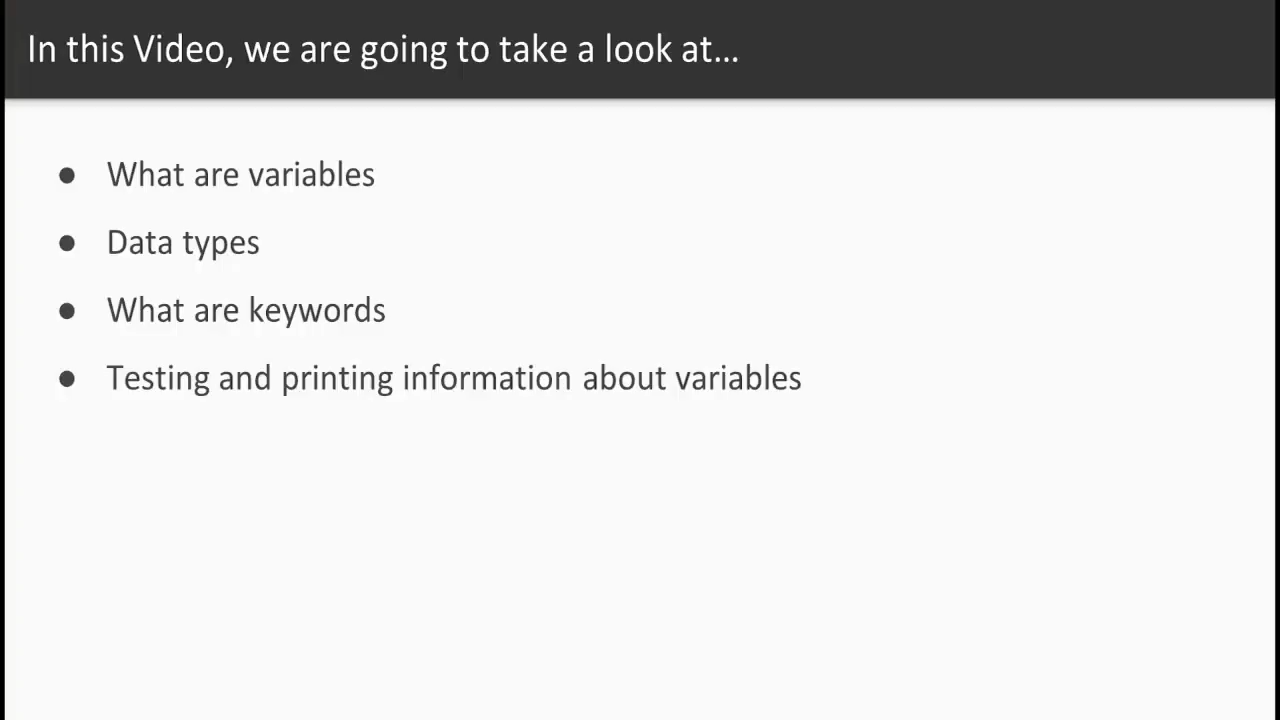 In this Video, we are going to take a look at...
● What are variables
● Data types
● What are keywords
● Testing and printing information about variables